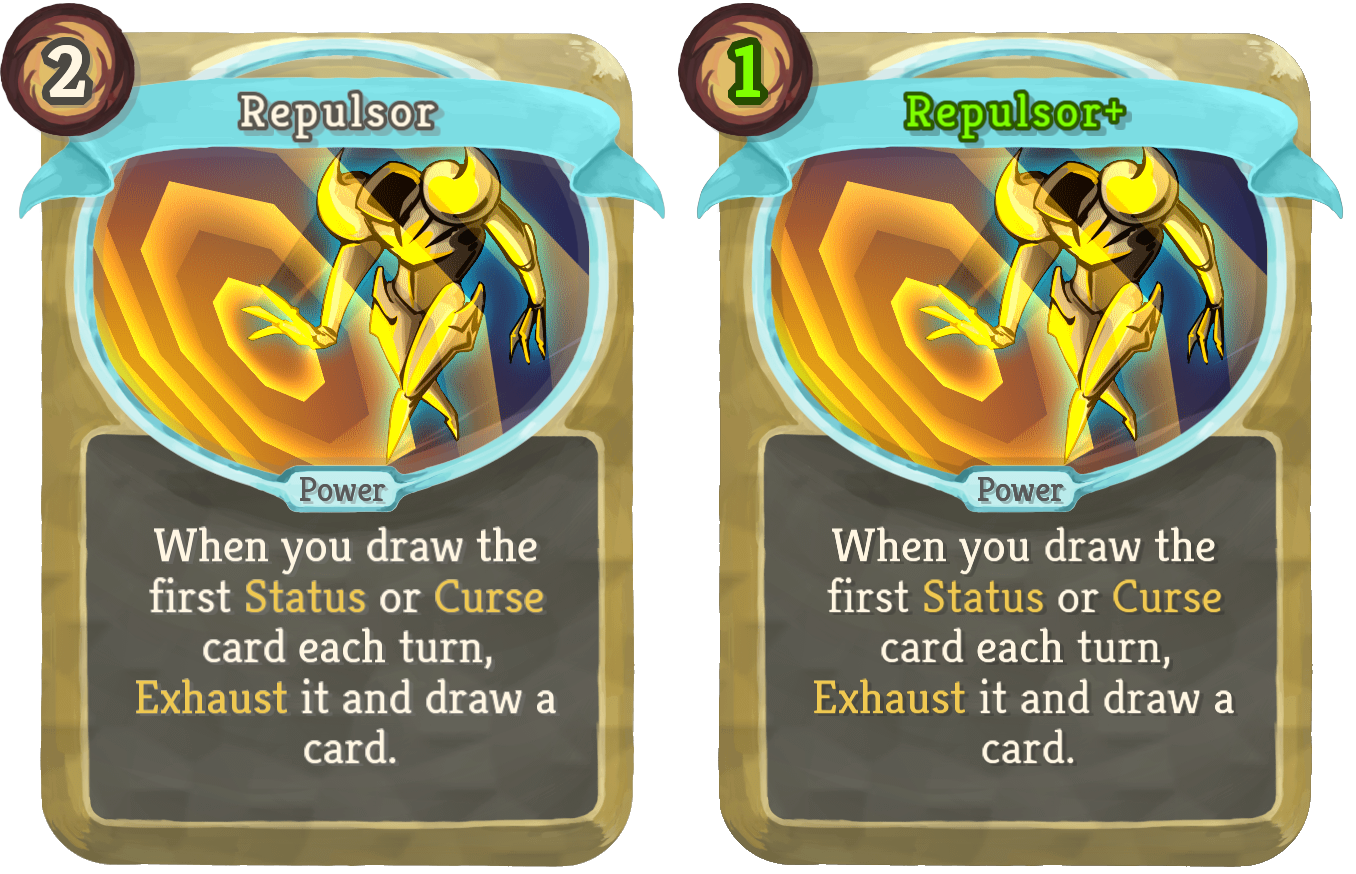 2
Repulsor
Power
When you draw the
first Status or Curse
card each turn,
Exhaust it and draw a
card.
1
Repulsor+
Power
When you draw the
first Status or Curse
card each turn,
Exhaust it and draw a
card.